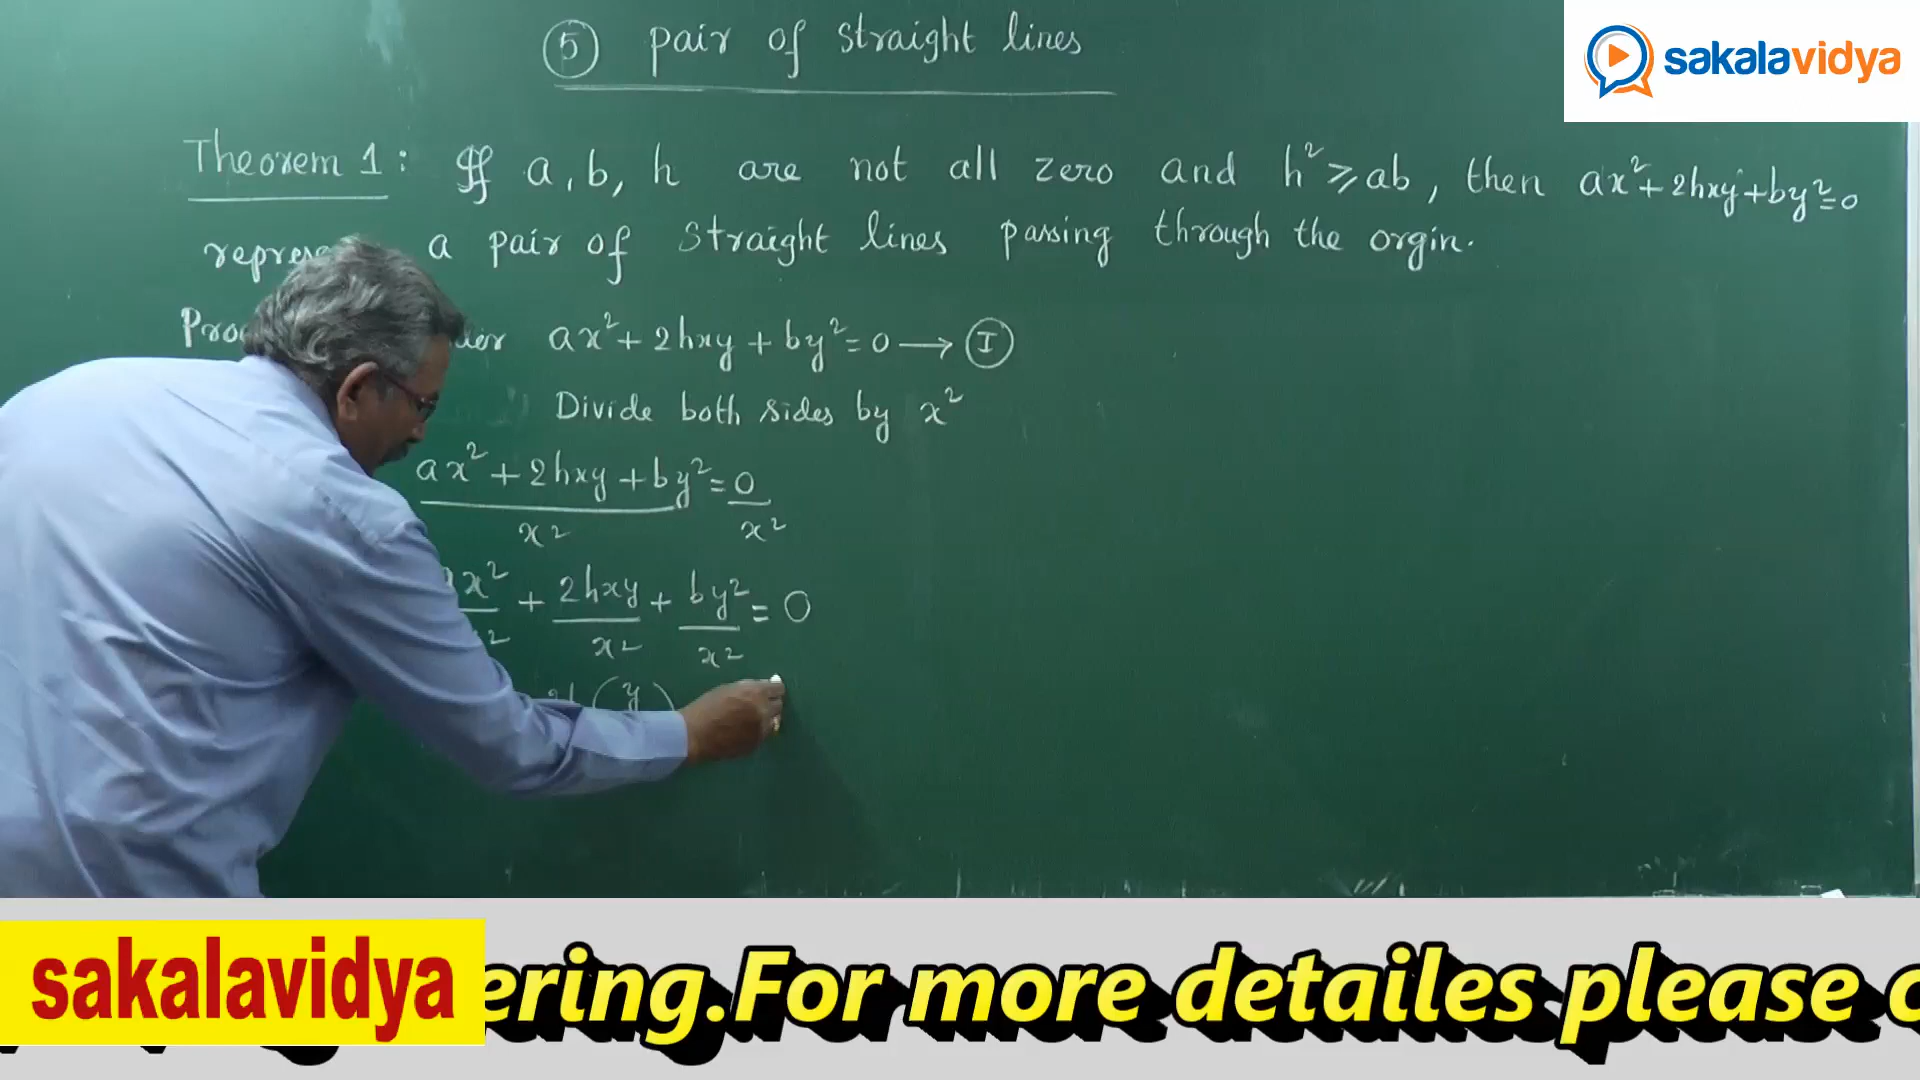 sakalavidya
⑤ pair of straight lines
Theorem 1: If a, b, h are not all zero and h² ⩾ ab, then ax²+2hxy+by²=0
a pair of straight lines passing through the orgin.
ax²+2hxy+by²=0 → Ⓘ
Divide both sides by x²
ax²+2hxy+by²/x² = 0/x²
x² + 2hxy/x² + by²/x² = 0
(y
sakalavidya
ering.For more detailes please